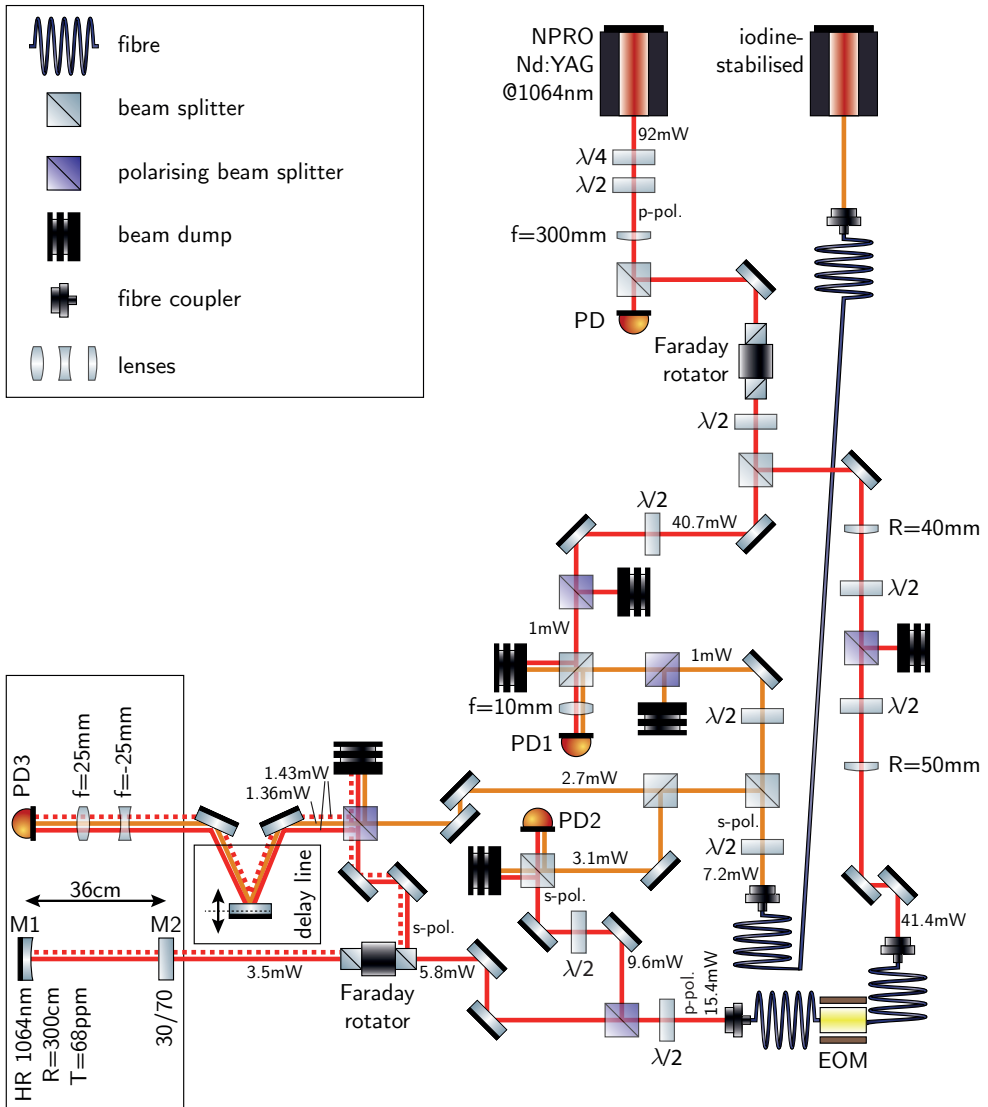 fibre
beam splitter
polarising beam splitter
beam dump
fibre coupler
lenses
NPRO
Nd:YAG
@1064nm
iodine-
stabilised
92mW
λ/4
λ/2
p-pol.
f=300mm
PD
Faraday
rotator
λ/2
λ/2
40.7mW
R=40mm
λ/2
1mW
1mW
f=10mm
λ/2
λ/2
PD1
R=50mm
PD3
f=25mm
f=-25mm
1.43mW
1.36mW
2.7mW
PD2
s-pol.
λ/2
3.1mW
7.2mW
36cm
delay line
s-pol.
M1
M2
s-pol.
41.4mW
3.5mW
5.8mW
λ/2
9.6mW
p-pol.
15.4mW
Faraday
rotator
HR 1064nm
R=300cm
T=68ppm
30/70
λ/2
EOM